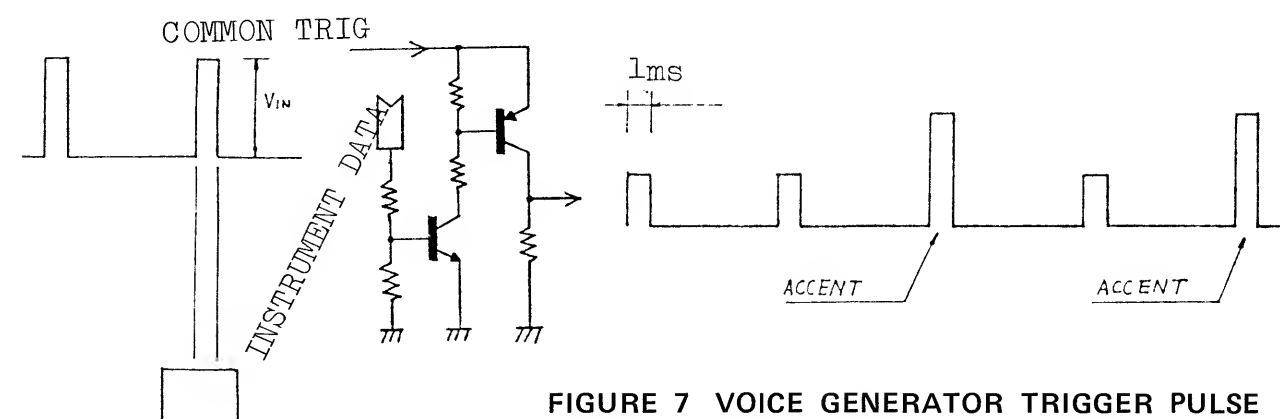 COMMON TRIG
VIN
INSTRUMENT DATA
1ms
ACCENT
ACCENT
FIGURE 7 VOICE GENERATOR TRIGGER PULSE